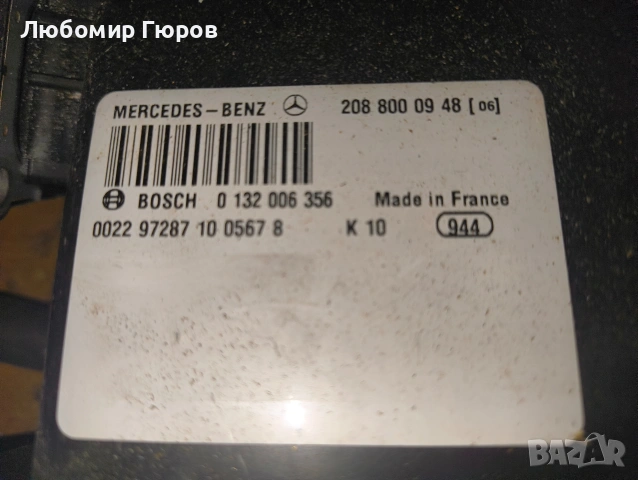 Любомир Гюров
MERCEDES-BENZ 208 800 09 48 [06]
BOSCH 0 132 006 356 Made in France
0022 97287 10 0567 8 K 10 944
BAZAR